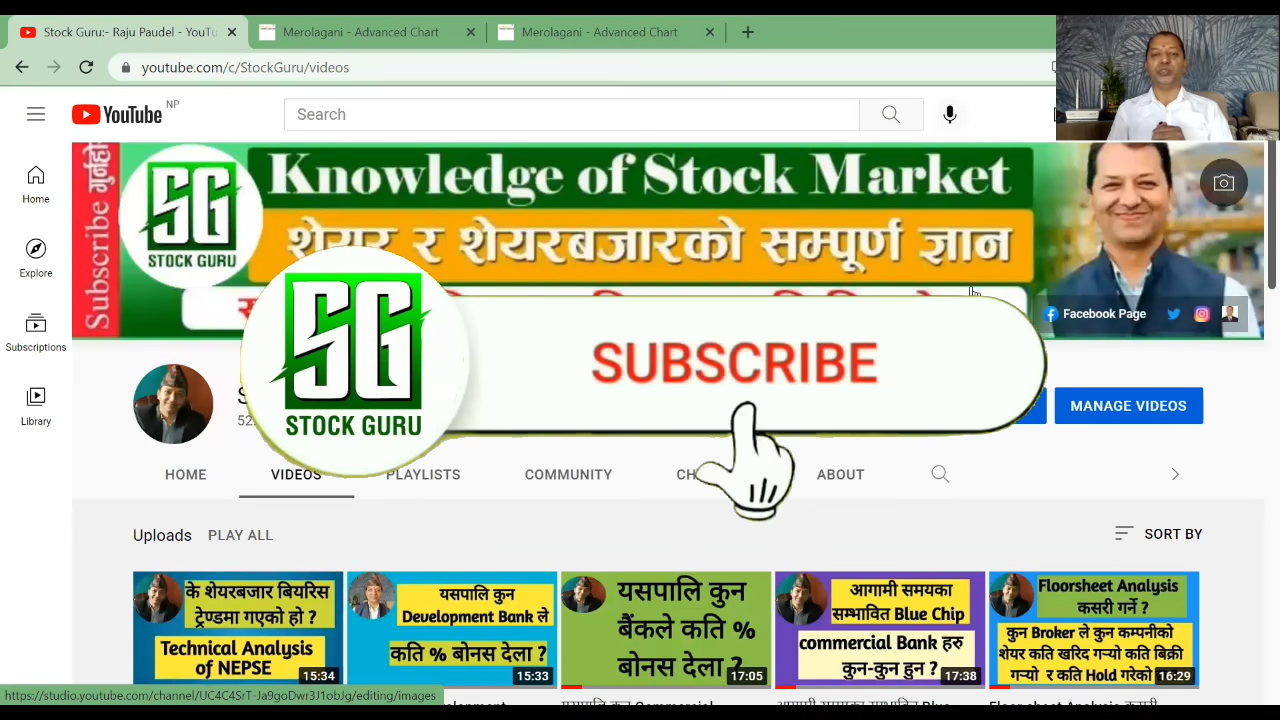 Stock Guru:- Raju Paudel - YouTu
Merolagani - Advanced Chart
Merolagani - Advanced Chart
youtube.com/c/StockGuru/videos
YouTube NP
Search
Home
Explore
Subscriptions
Library
Subscribe गर्नुहोस्
SG
STOCK GURU
Knowledge of Stock Market
शेयर र शेयरबजारको सम्पूर्ण ज्ञान
Facebook Page
SG
STOCK GURU
SUBSCRIBE
MANAGE VIDEOS
HOME
VIDEOS
PLAYLISTS
COMMUNITY
CH
ABOUT
Uploads
PLAY ALL
SORT BY
के शेयरबजार बियरिस
ट्रेण्डमा गएको हो ?
Technical Analysis
of NEPSE
15:34
यसपालि कुन
Development Bank ले
कति % बोनस देला ?
15:33
यसपालि कुन
बैंकले कति %
बोनस देला ?
17:05
आगामी समयका
सम्भावित Blue Chip
commercial Bank हरु
कुन-कुन हुन ?
17:38
Floorsheet Analysis
कसरी गर्ने ?
कुन Broker ले कुन कम्पनीको
शेयर कति खरिद गर्‍यो कति बिक्री
गर्‍यो र कति Hold गरेको
16:29
https://studio.youtube.com/channel/UC4C4SrT-Ja9goDwr3J1obJg/editing/images